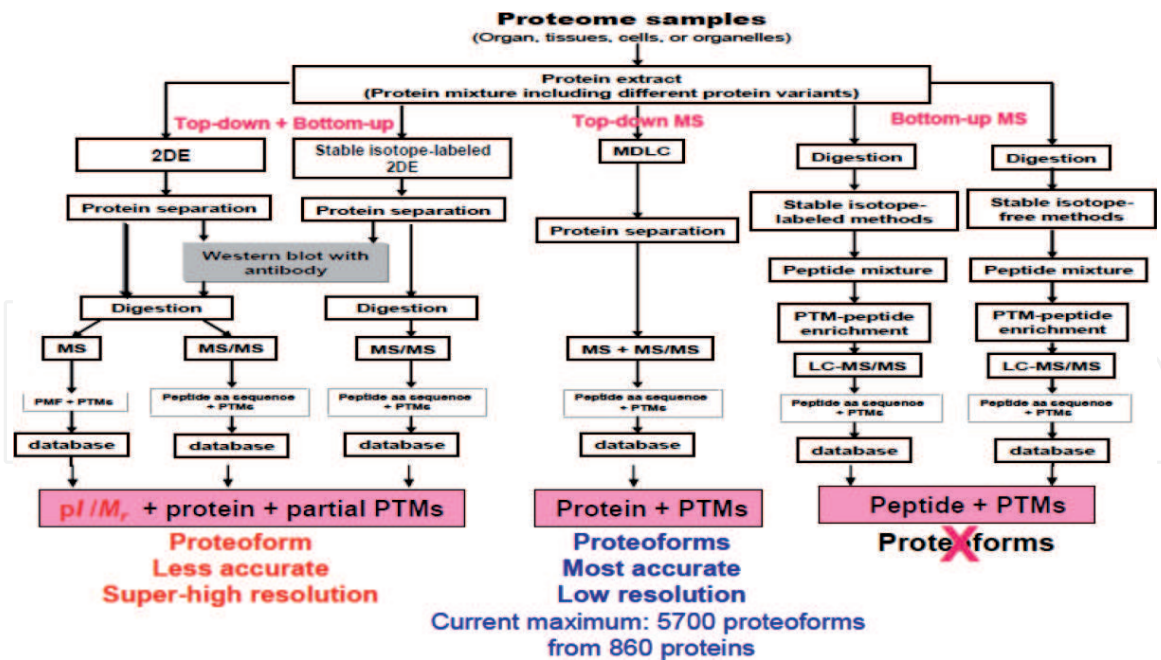 Proteome samples
(Organ, tissues, cells, or organelles)
Protein extract
(Protein mixture including different protein variants)
Top-down + Bottom-up
Top-down MS
Bottom-up MS
2DE
Stable isotope-labeled
2DE
MDLC
Digestion
Digestion
Protein separation
Protein separation
Protein separation
Stable isotope-
labeled methods
Stable isotope-
free methods
Western blot with
antibody
Peptide mixture
Peptide mixture
Digestion
Digestion
PTM-peptide
enrichment
PTM-peptide
enrichment
MS
MS/MS
MS/MS
MS + MS/MS
LC-MS/MS
LC-MS/MS
PMF + PTMs
Peptide aa sequence
+ PTMs
Peptide aa sequence
+ PTMs
Peptide aa sequence
+ PTMs
Peptide aa sequence
+ PTMs
Peptide aa sequence
+ PTMs
database
database
database
database
database
database
pI/Mr + protein + partial PTMs
Protein + PTMs
Peptide + PTMs
Proteoform
Less accurate
Super-high resolution
Proteoforms
Most accurate
Low resolution
Current maximum: 5700 proteoforms
from 860 proteins
Proteoforms
X